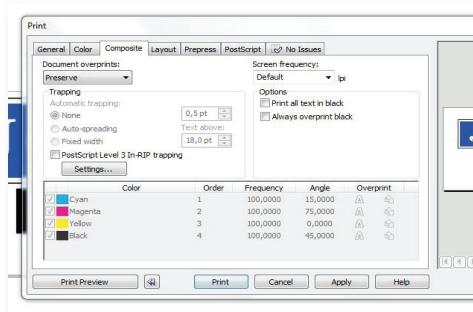 Print
General Color Composite Layout Prepress PostScript No Issues
Document overprints: Screen frequency:
Preserve Default lpi
Trapping Options
Automatic trapping: Print all text in black
None 0,5 pt Always overprint black
Auto-spreading Text above:
Fixed width 18,0 pt
PostScript Level 3 In-RIP trapping
Settings...
Color Order Frequency Angle Overprint
Cyan 1 100,0000 15,0000
Magenta 2 100,0000 75,0000
Yellow 3 100,0000 0,0000
Black 4 100,0000 45,0000
Print Preview Print Cancel Apply Help